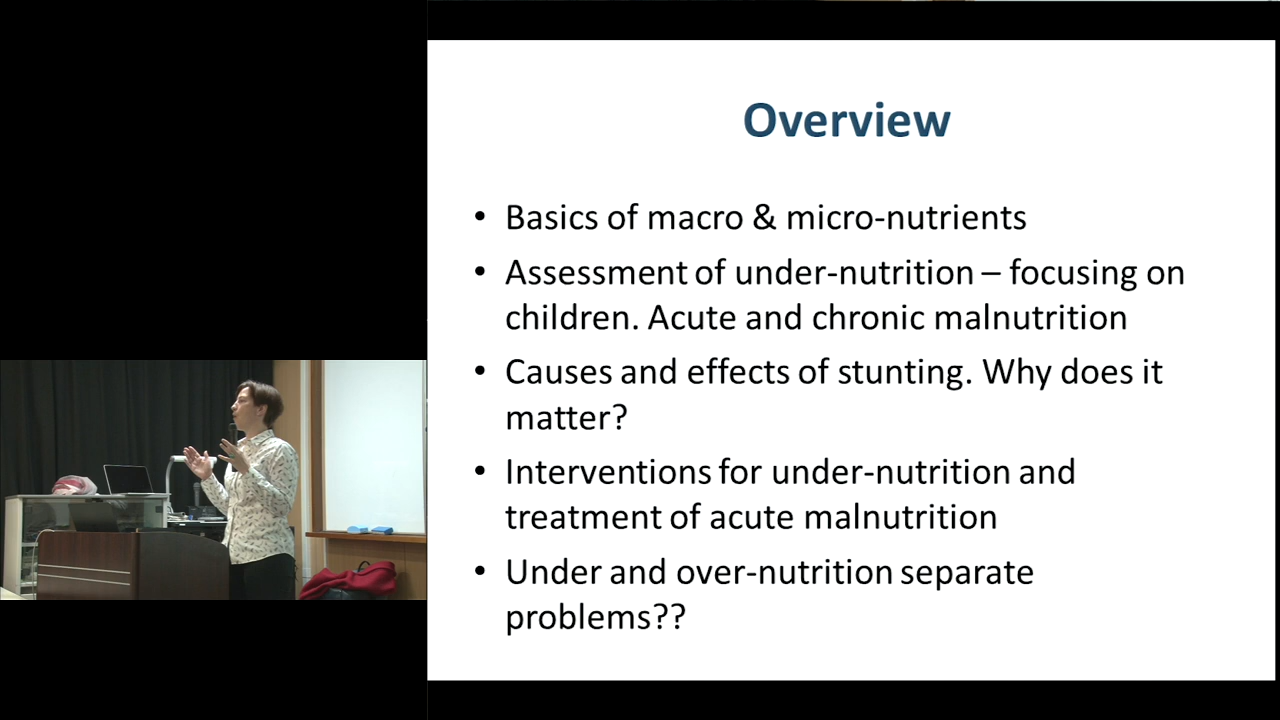 Overview
• Basics of macro & micro-nutrients
• Assessment of under-nutrition – focusing on
children. Acute and chronic malnutrition
• Causes and effects of stunting. Why does it
matter?
• Interventions for under-nutrition and
treatment of acute malnutrition
• Under and over-nutrition separate
problems??